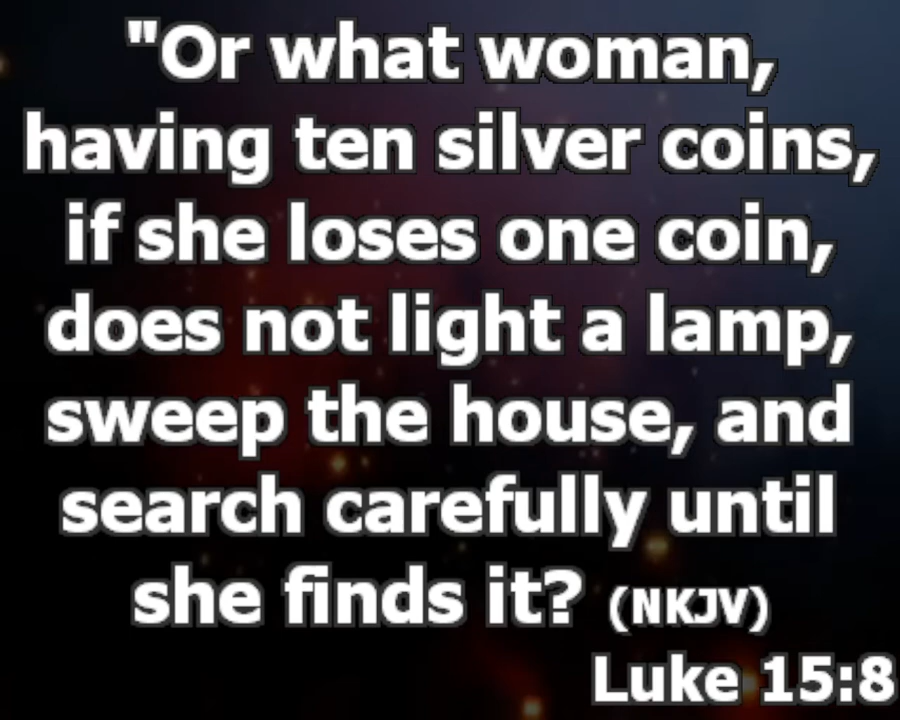 "Or what woman,
having ten silver coins,
if she loses one coin,
does not light a lamp,
sweep the house, and
search carefully until
she finds it? (NKJV)
Luke 15:8